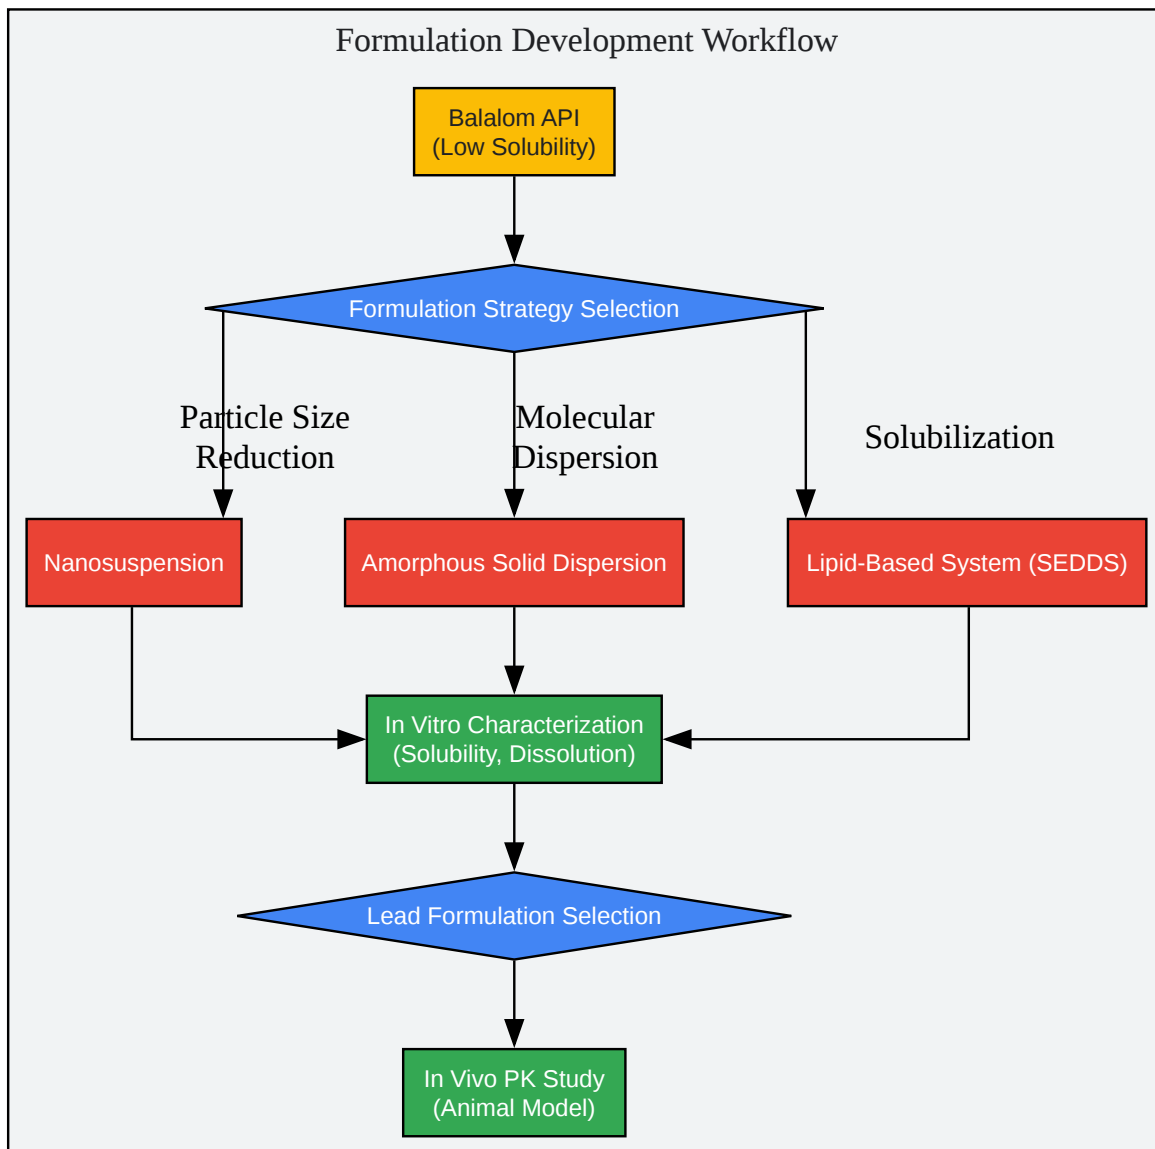 Formulation Development Workflow
Balalom API
(Low Solubility)
Formulation Strategy Selection
Particle Size
Reduction
Molecular
Dispersion
Solubilization
Nanosuspension
Amorphous Solid Dispersion
Lipid-Based System (SEDDS)
In Vitro Characterization
(Solubility, Dissolution)
Lead Formulation Selection
In Vivo PK Study
(Animal Model)